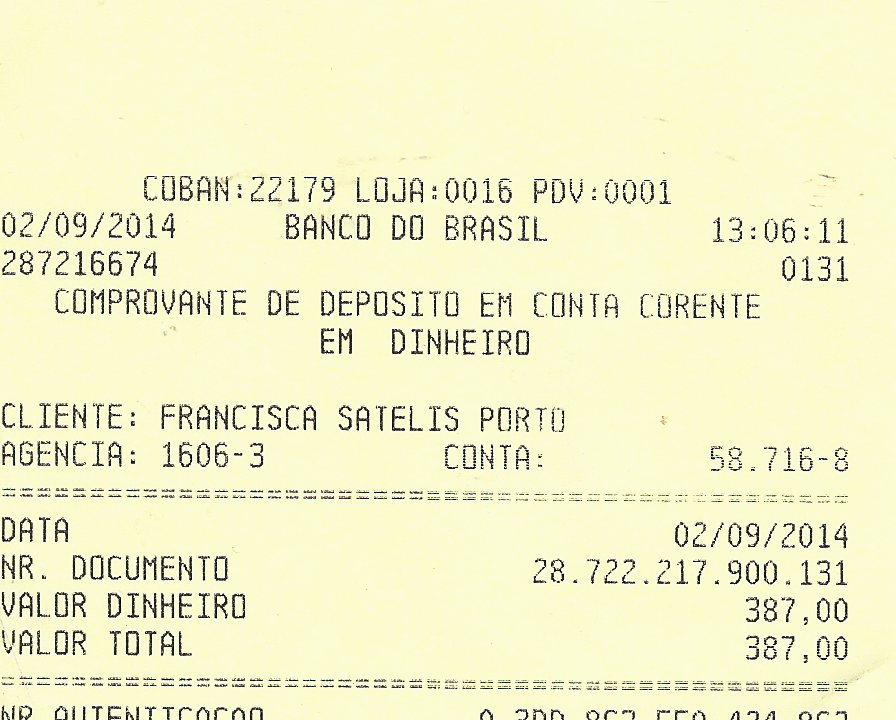 COBAN:22179 LOJA:0016 PDV:0001
02/09/2014 BANCO DO BRASIL 13:06:11
287216674 0131
COMPROVANTE DE DEPOSITO EM CONTA CORENTE
EM DINHEIRO
CLIENTE: FRANCISCA SATELIS PORTO
AGENCIA: 1606-3 CONTA: 58.716-8
================================================
DATA 02/09/2014
NR. DOCUMENTO 28.722.217.900.131
VALOR DINHEIRO 387,00
VALOR TOTAL 387,00
================================================
NR AUTENTICACAO